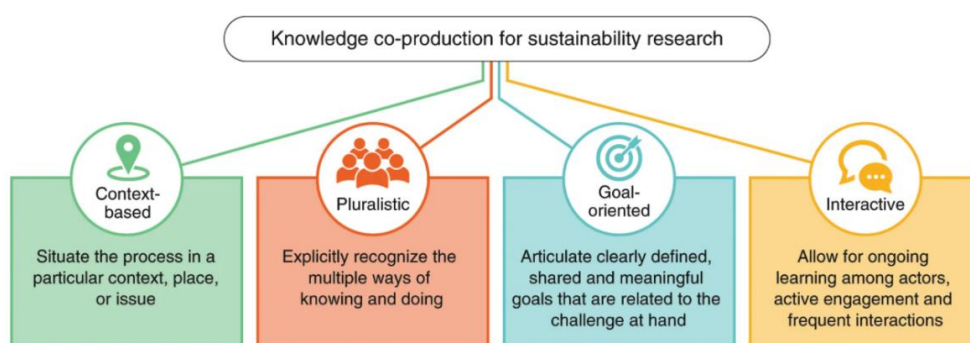 Knowledge co-production for sustainability research
Context-
based
Situate the process in a
particular context, place,
or issue
Pluralistic
Explicitly recognize the
multiple ways of
knowing and doing
Goal-
oriented
Articulate clearly defined,
shared and meaningful
goals that are related to the
challenge at hand
Interactive
Allow for ongoing
learning among actors,
active engagement and
frequent interactions